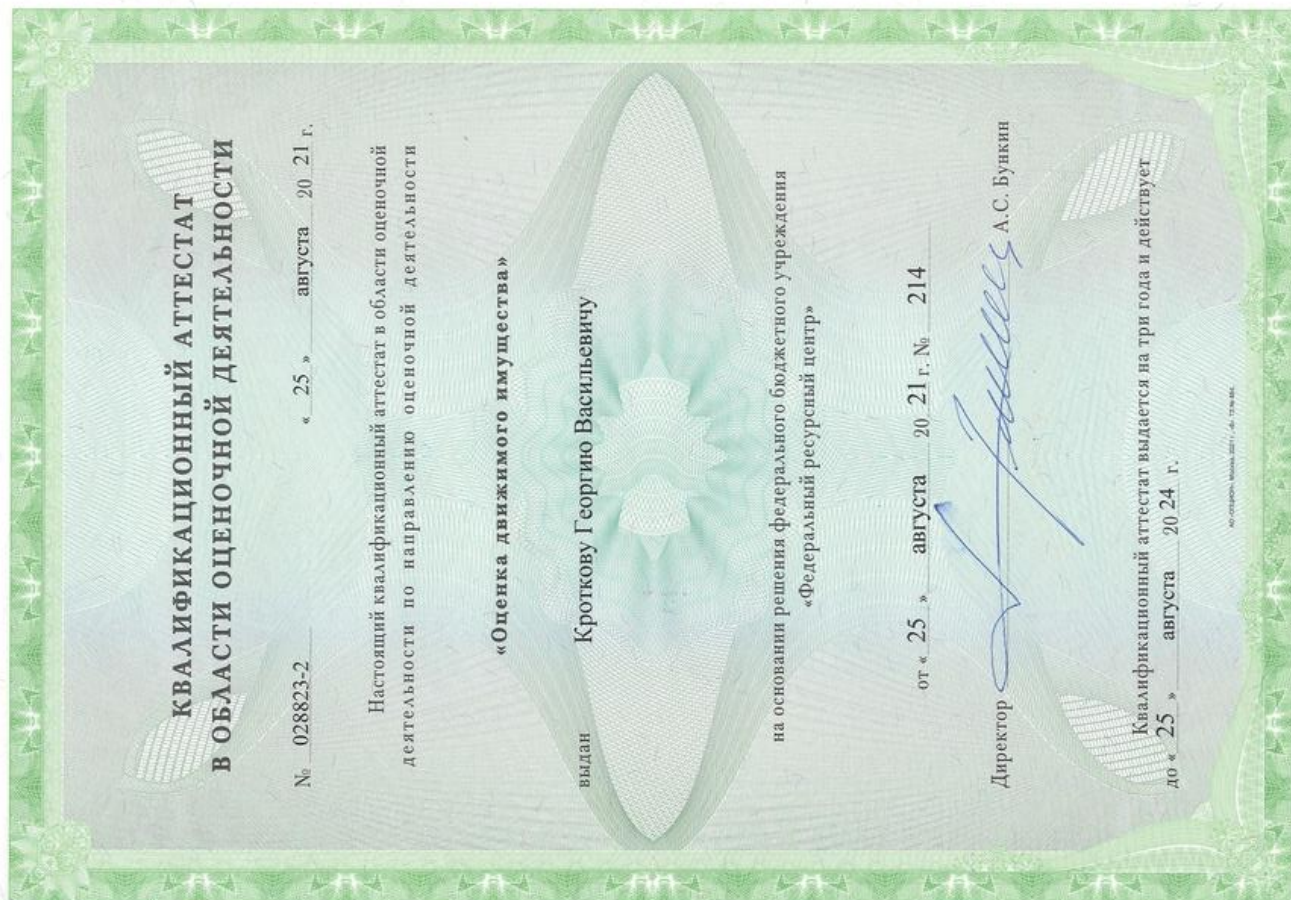 КВАЛИФИКАЦИОННЫЙ АТТЕСТАТ
В ОБЛАСТИ ОЦЕНОЧНОЙ ДЕЯТЕЛЬНОСТИ
№ 028823-2 « 25 » августа 20 21 г.
Настоящий квалификационный аттестат в области оценочной
деятельности по направлению оценочной деятельности
«Оценка движимого имущества»
выдан Кроткову Георгию Васильевичу
на основании решения федерального бюджетного учреждения
«Федеральный ресурсный центр»
от « 25 » августа 20 21 г. № 214
Директор А.С. Бункин
Квалификационный аттестат выдается на три года и действует
до « 25 » августа 20 24 г.